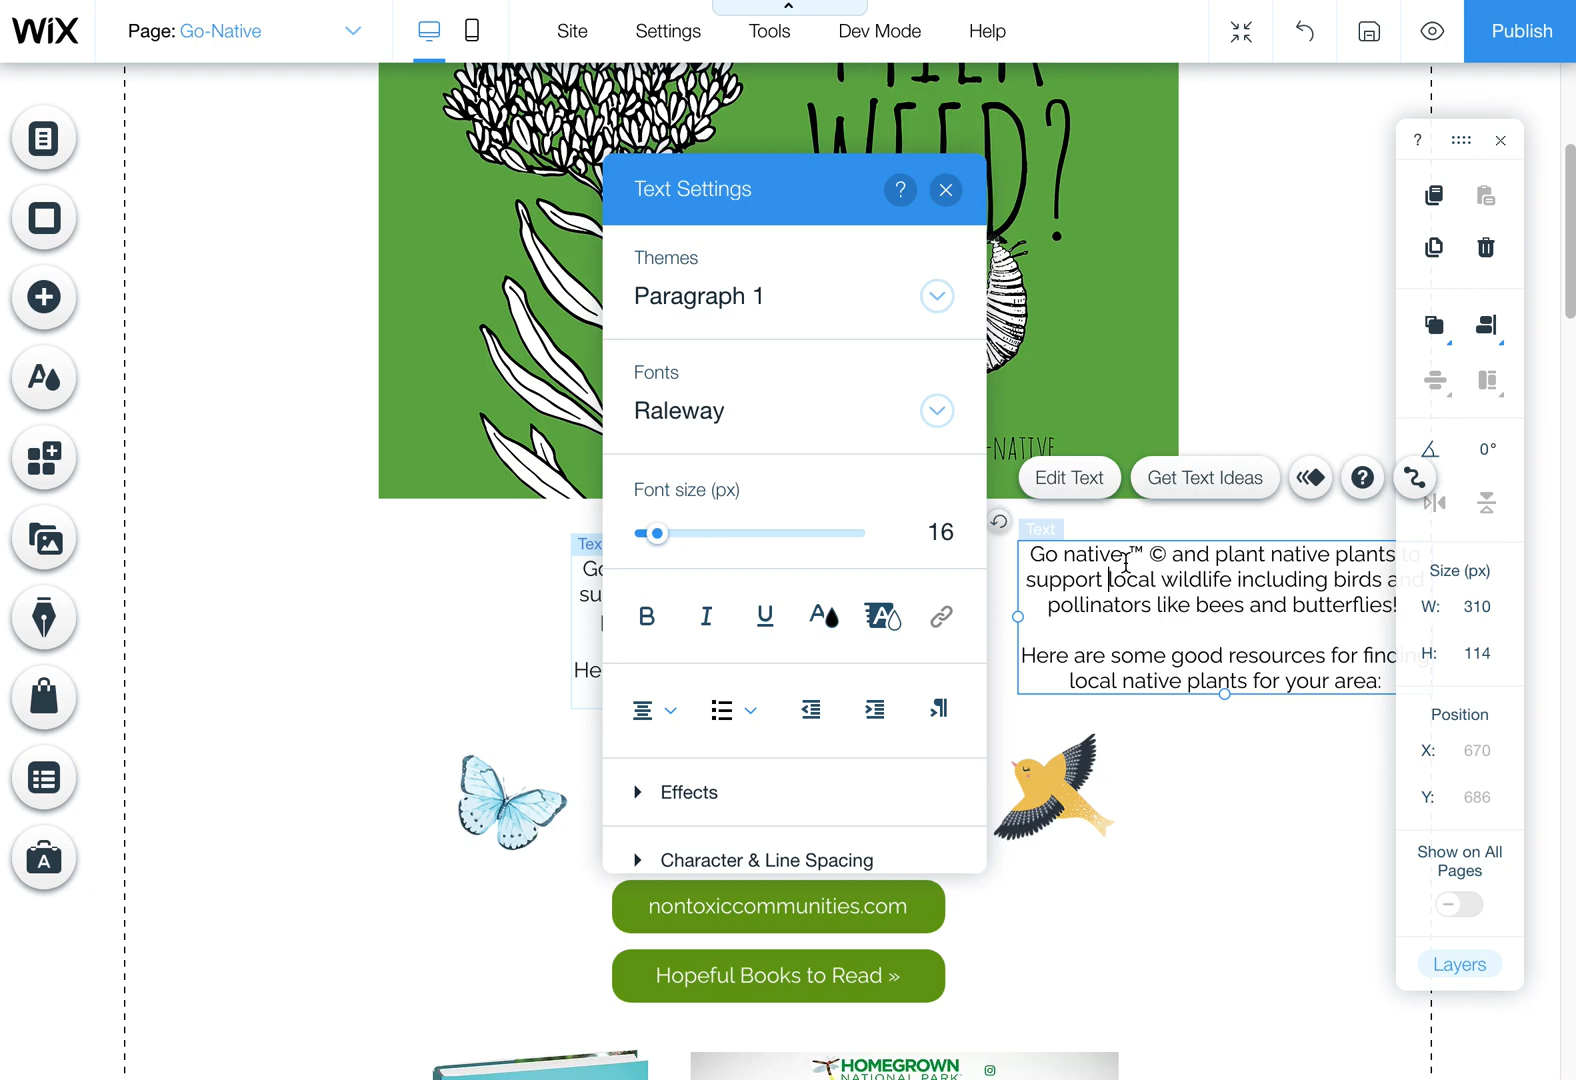 WiX
Page: Go-Native
Site
Settings
Tools
Dev Mode
Help
Publish
WEED?
-NATIVE
Text Settings
?
Themes
Paragraph 1
Fonts
Raleway
Font size (px)
16
B
I
U
A
A
Effects
Character & Line Spacing
Edit Text
Get Text Ideas
?
Text
Go native™ © and plant native plants to
support local wildlife including birds and
pollinators like bees and butterflies!
Here are some good resources for finding
local native plants for your area:
Tex
Go
su
He
?
0°
Size (px)
W: 310
H: 114
Position
X: 670
Y: 686
Show on All
Pages
Layers
nontoxiccommunities.com
Hopeful Books to Read »
HOMEGROWN
NATIONAL PARK